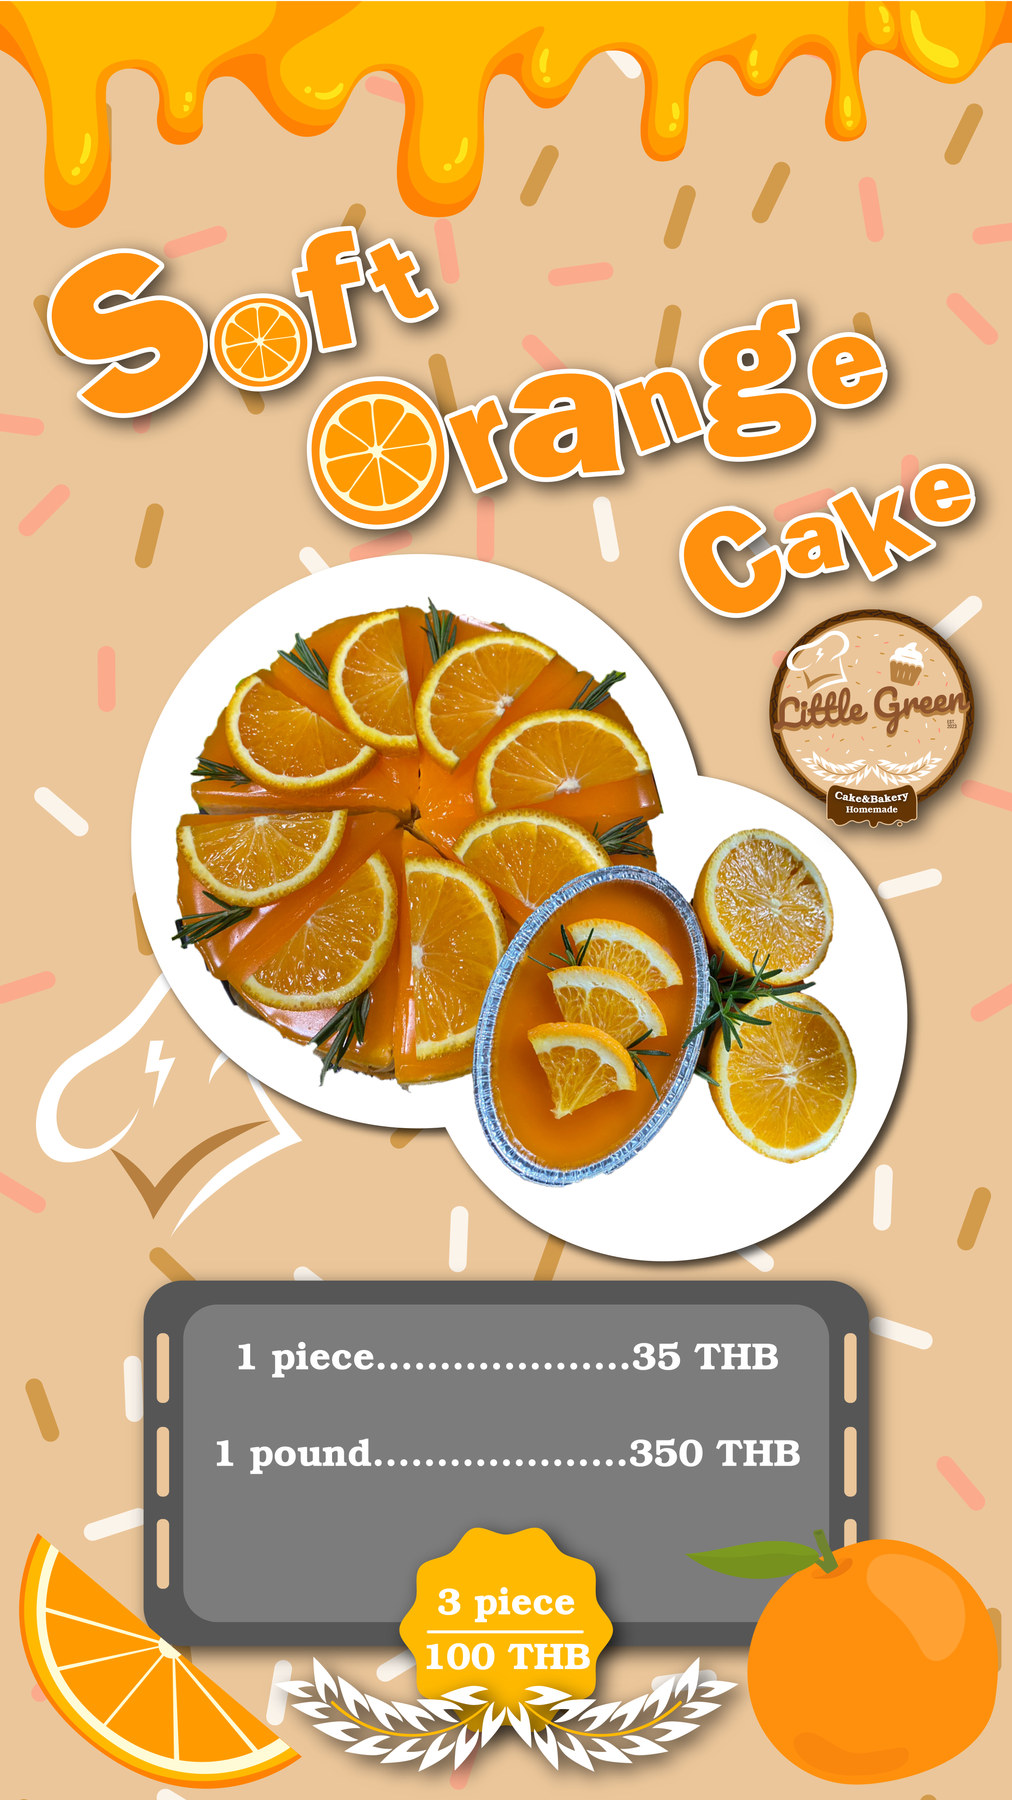 Soft
Orange
Cake
Little Green
Cake&Bakery
Homemade
1 piece....................35 THB
1 pound....................350 THB
3 piece
100 THB